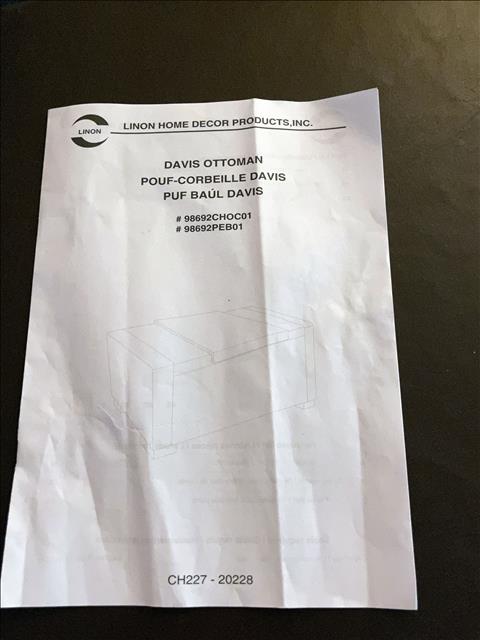 LINON
LINON HOME DECOR PRODUCTS,INC.
DAVIS OTTOMAN
POUF-CORBEILLE DAVIS
PUF BAÚL DAVIS
# 98692CHOC01
# 98692PEB01
CH227 - 20228